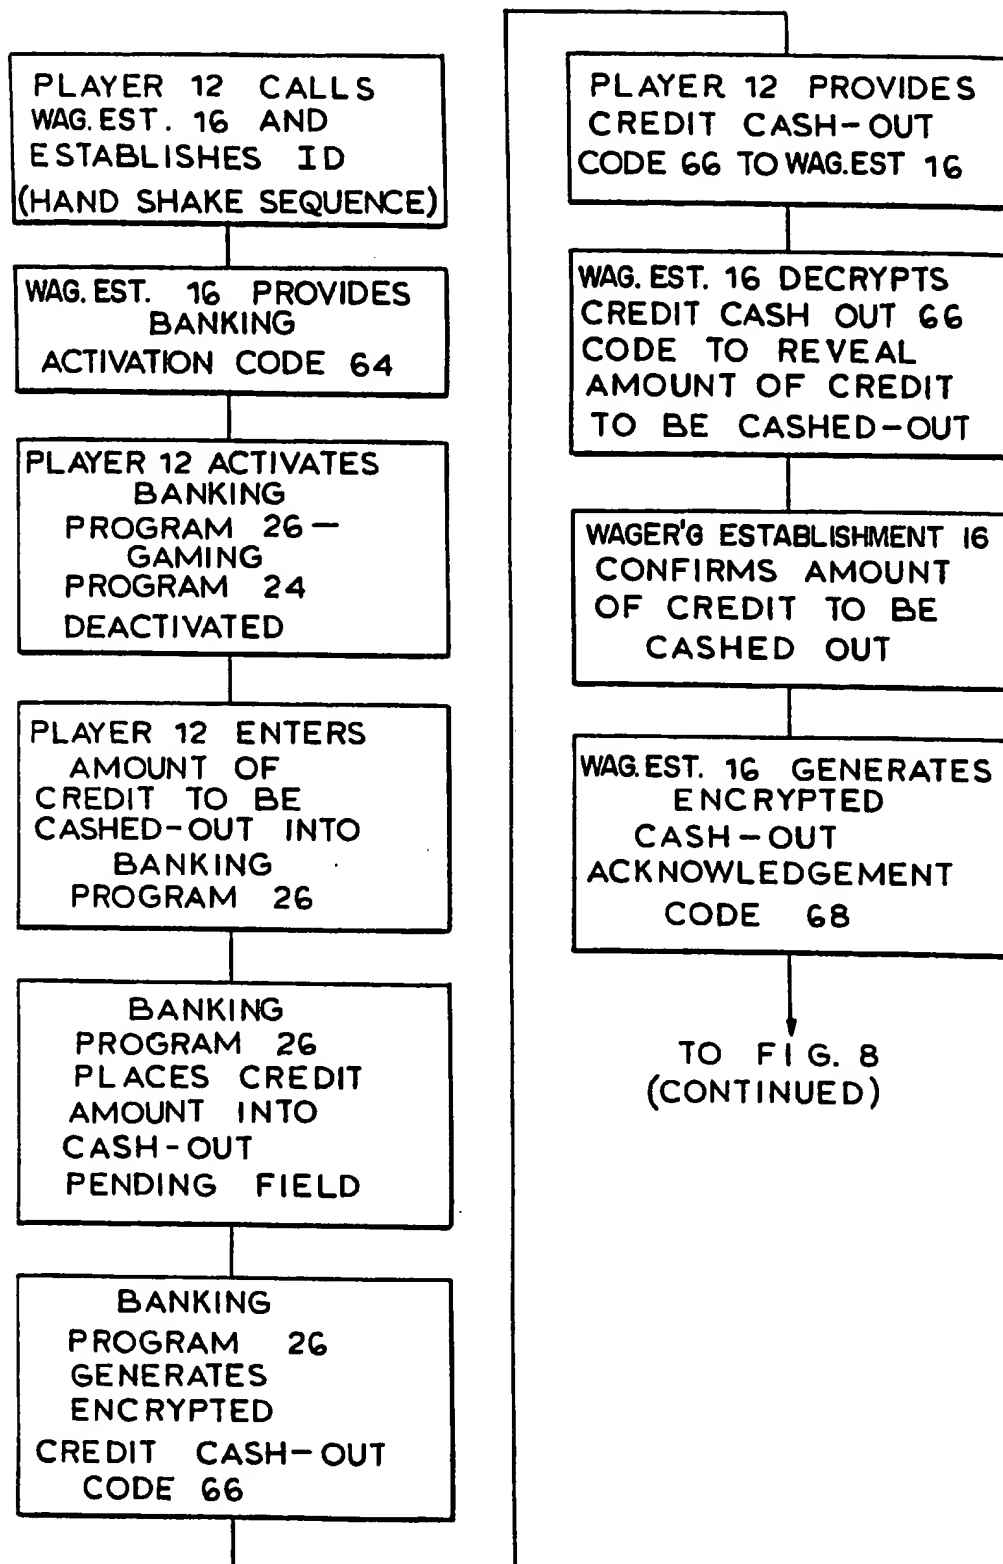 PLAYER 12 CALLS
WAG. EST. 16 AND
ESTABLISHES ID
(HAND SHAKE SEQUENCE)
WAG. EST. 16 PROVIDES
BANKING
ACTIVATION CODE 64
PLAYER 12 ACTIVATES
BANKING
PROGRAM 26—
GAMING
PROGRAM 24
DEACTIVATED
PLAYER 12 ENTERS
AMOUNT OF
CREDIT TO BE
CASHED-OUT INTO
BANKING
PROGRAM 26
BANKING
PROGRAM 26
PLACES CREDIT
AMOUNT INTO
CASH-OUT
PENDING FIELD
BANKING
PROGRAM 26
GENERATES
ENCRYPTED
CREDIT CASH-OUT
CODE 66
PLAYER 12 PROVIDES
CREDIT CASH-OUT
CODE 66 TO WAG.EST 16
WAG. EST. 16 DECRYPTS
CREDIT CASH OUT 66
CODE TO REVEAL
AMOUNT OF CREDIT
TO BE CASHED-OUT
WAGER'G ESTABLISHMENT 16
CONFIRMS AMOUNT
OF CREDIT TO BE
CASHED OUT
WAG. EST. 16 GENERATES
ENCRYPTED
CASH-OUT
ACKNOWLEDGEMENT
CODE 68
TO FIG. 8
(CONTINUED)